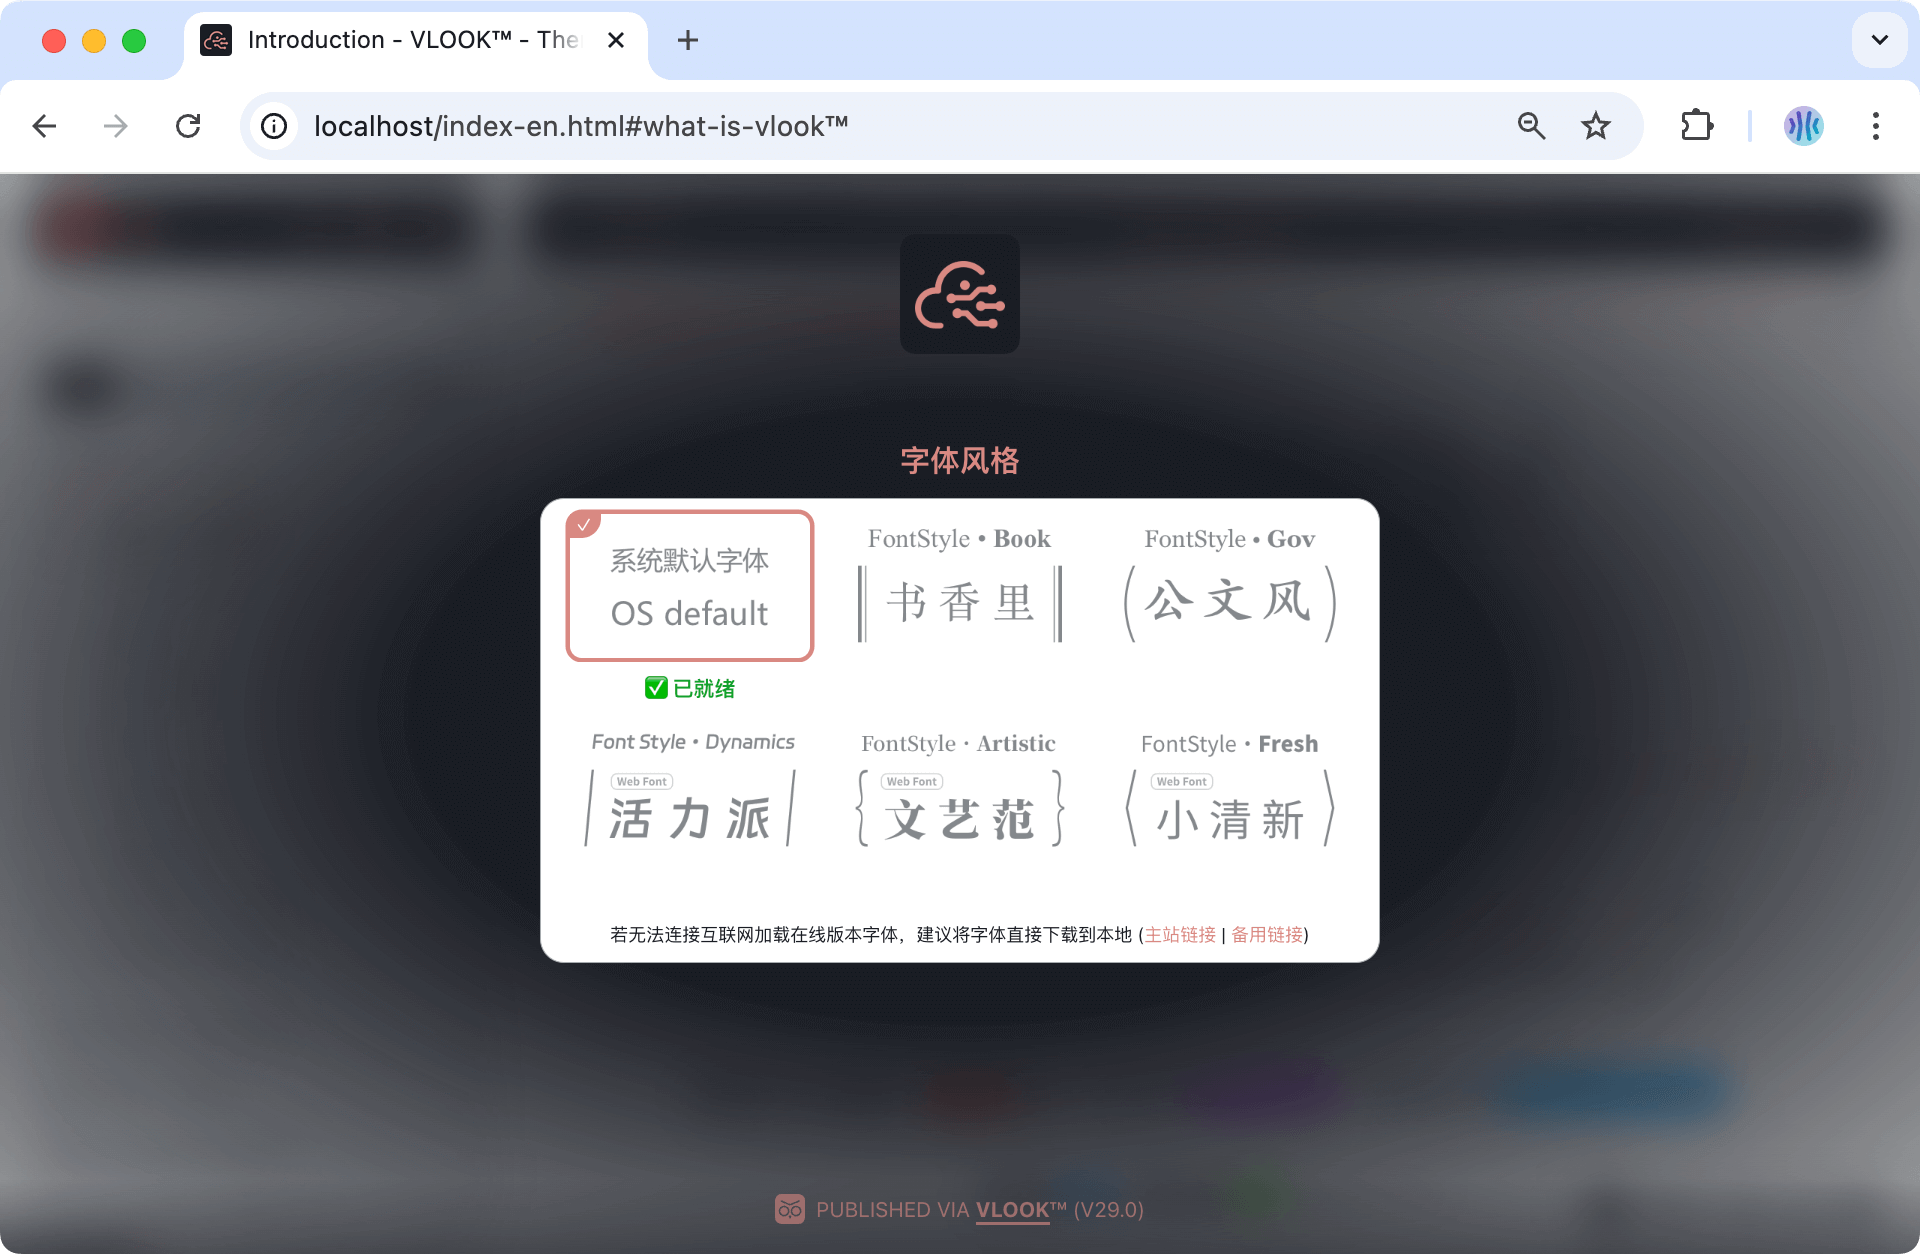 Introduction - VLOOK™ - The
localhost/index-en.html#what-is-vlook™
字体风格
系统默认字体
OS default
已就绪
FontStyle • Book
书香里
FontStyle • Gov
(公文风)
Font Style • Dynamics
Web Font
活力派
FontStyle · Artistic
Web Font
{文艺范}
FontStyle · Fresh
Web Font
小清新
若无法连接互联网加载在线版本字体，建议将字体直接下载到本地 (主站链接 | 备用链接)
PUBLISHED VIA VLOOK™ (V29.0)